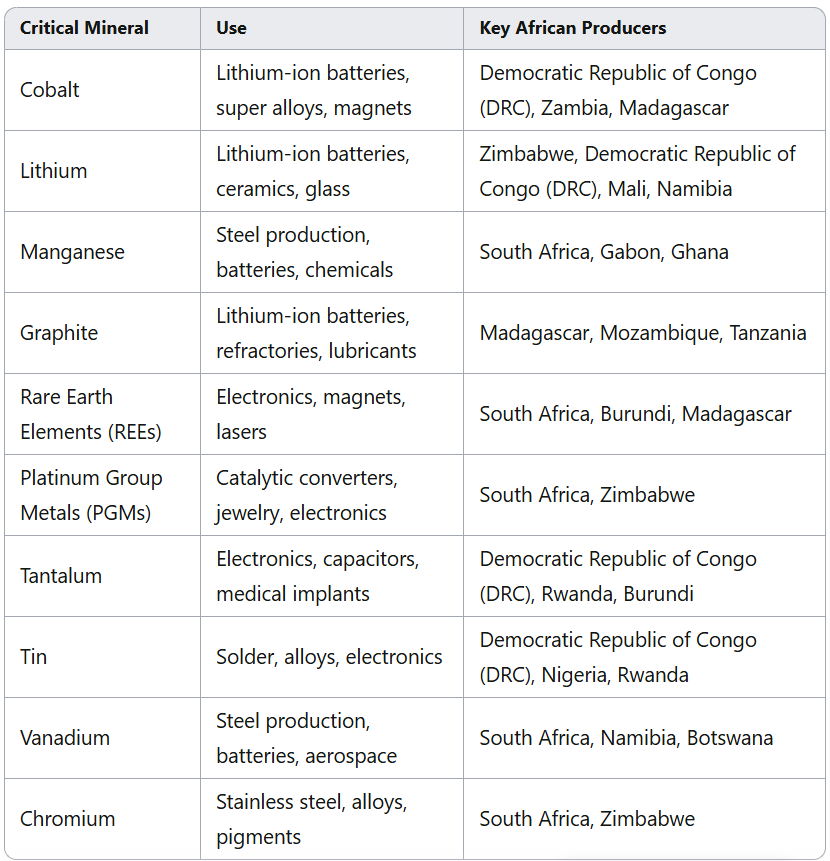 Critical Mineral Use Key African Producers
Cobalt
Lithium-ion batteries,
super alloys, magnets
Democratic Republic of Congo
(DRC), Zambia, Madagascar
Lithium
Lithium-ion batteries,
ceramics, glass
Zimbabwe, Democratic Republic of
Congo (DRC), Mali, Namibia
Manganese
Steel production,
batteries, chemicals
South Africa, Gabon, Ghana
Graphite
Lithium-ion batteries,
refractories, lubricants
Madagascar, Mozambique, Tanzania
Rare Earth
Elements (REEs)
Electronics, magnets,
lasers
South Africa, Burundi, Madagascar
Platinum Group
Metals (PGMs)
Catalytic converters,
jewelry, electronics
South Africa, Zimbabwe
Tantalum
Electronics, capacitors,
medical implants
Democratic Republic of Congo
(DRC), Rwanda, Burundi
Tin
Solder, alloys, electronics
Democratic Republic of Congo
(DRC), Nigeria, Rwanda
Vanadium
Steel production,
batteries, aerospace
South Africa, Namibia, Botswana
Chromium
Stainless steel, alloys,
pigments
South Africa, Zimbabwe